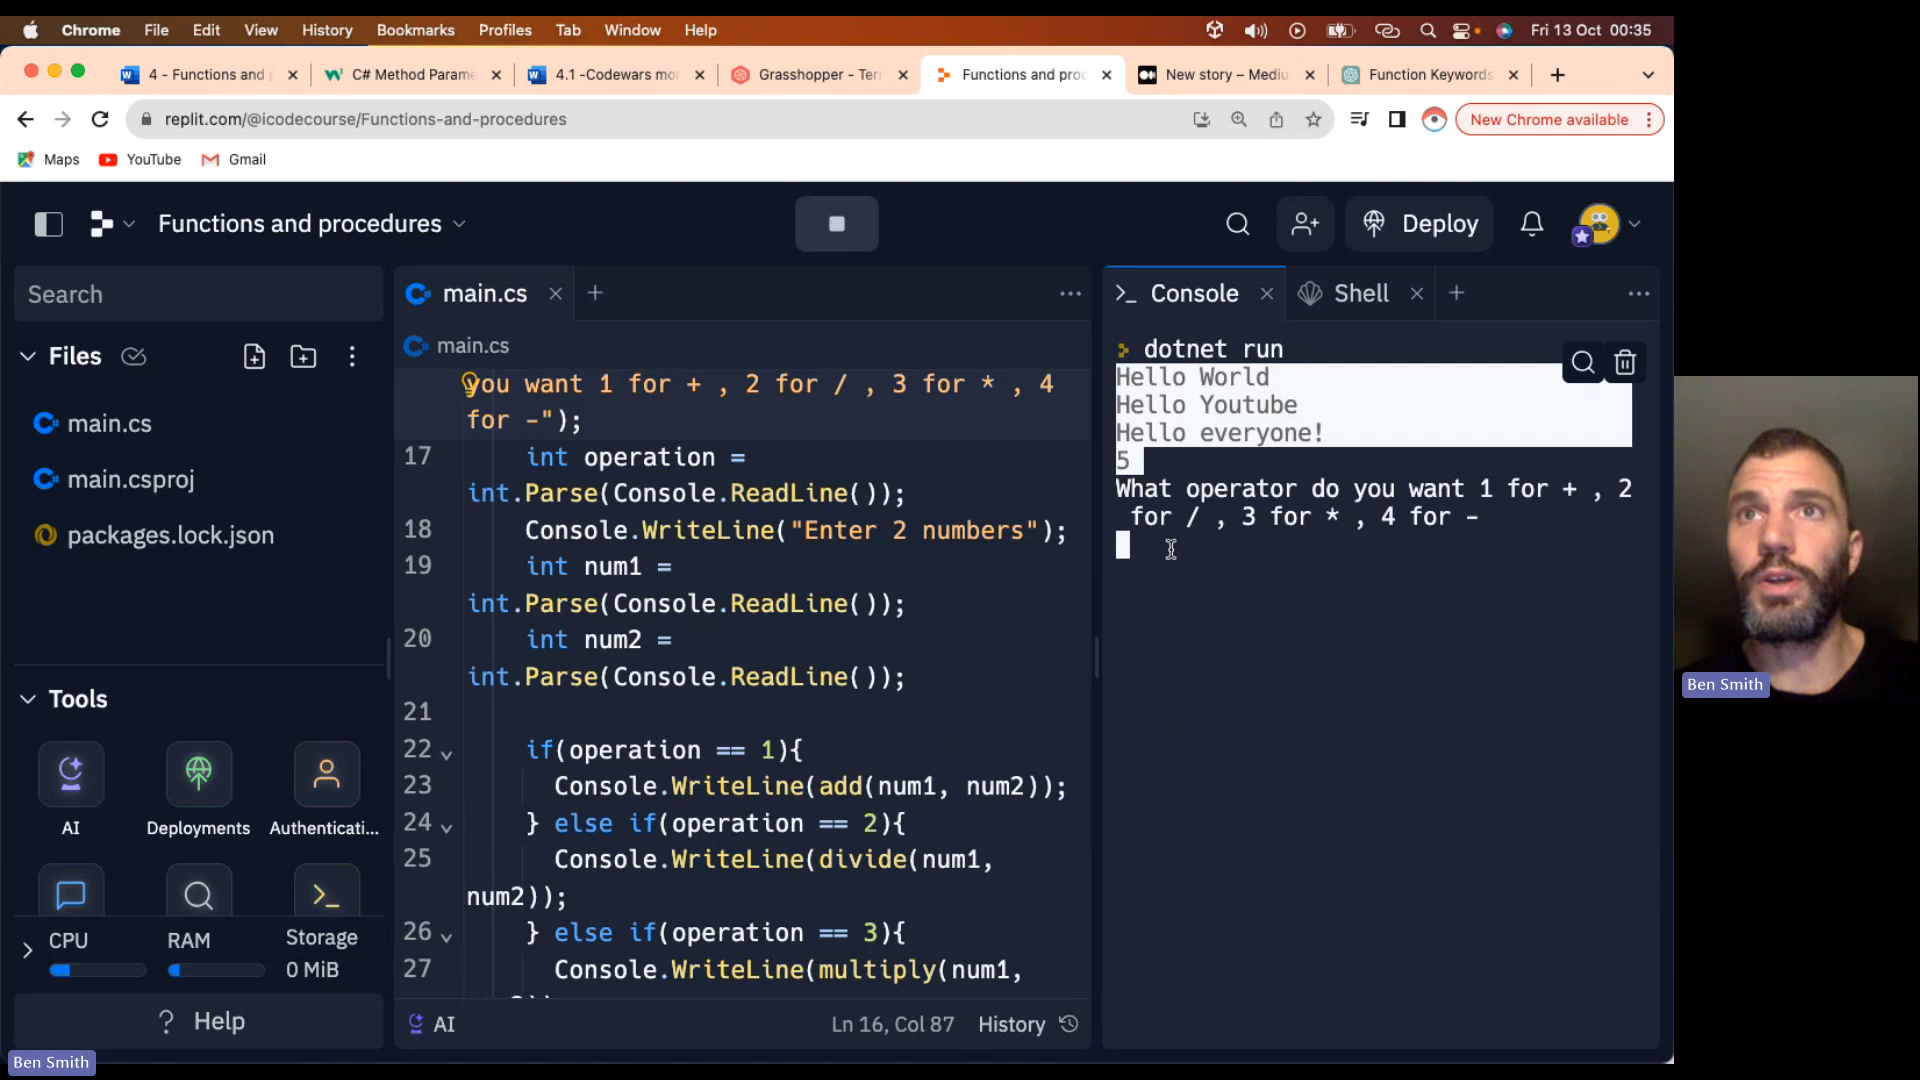 Chrome File Edit View History Bookmarks Profiles Tab Window Help Fri 13 Oct 00:35
4 - Functions and
C# Method Parame
4.1 -Codewars mo
Grasshopper - Ter
Functions and pro
New story – Mediu
Function Keywords
replit.com/@icodecourse/Functions-and-procedures
New Chrome available
Maps YouTube Gmail
Functions and procedures
Deploy
Search
Files
main.cs
main.csproj
packages.lock.json
Tools
AI
Deployments
Authenticati...
CPU
RAM
Storage
0 MiB
? Help
Ben Smith
main.cs
main.cs
you want 1 for + , 2 for / , 3 for * , 4
for -");
17 int operation =
int.Parse(Console.ReadLine());
18 Console.WriteLine("Enter 2 numbers");
19 int num1 =
int.Parse(Console.ReadLine());
20 int num2 =
int.Parse(Console.ReadLine());
21
22 if(operation == 1){
23 Console.WriteLine(add(num1, num2));
24 } else if(operation == 2){
25 Console.WriteLine(divide(num1,
num2));
26 } else if(operation == 3){
27 Console.WriteLine(multiply(num1,
AI
Ln 16, Col 87 History
Console
Shell
dotnet run
Hello World
Hello Youtube
Hello everyone!
5
What operator do you want 1 for + , 2
for / , 3 for * , 4 for -
Ben Smith